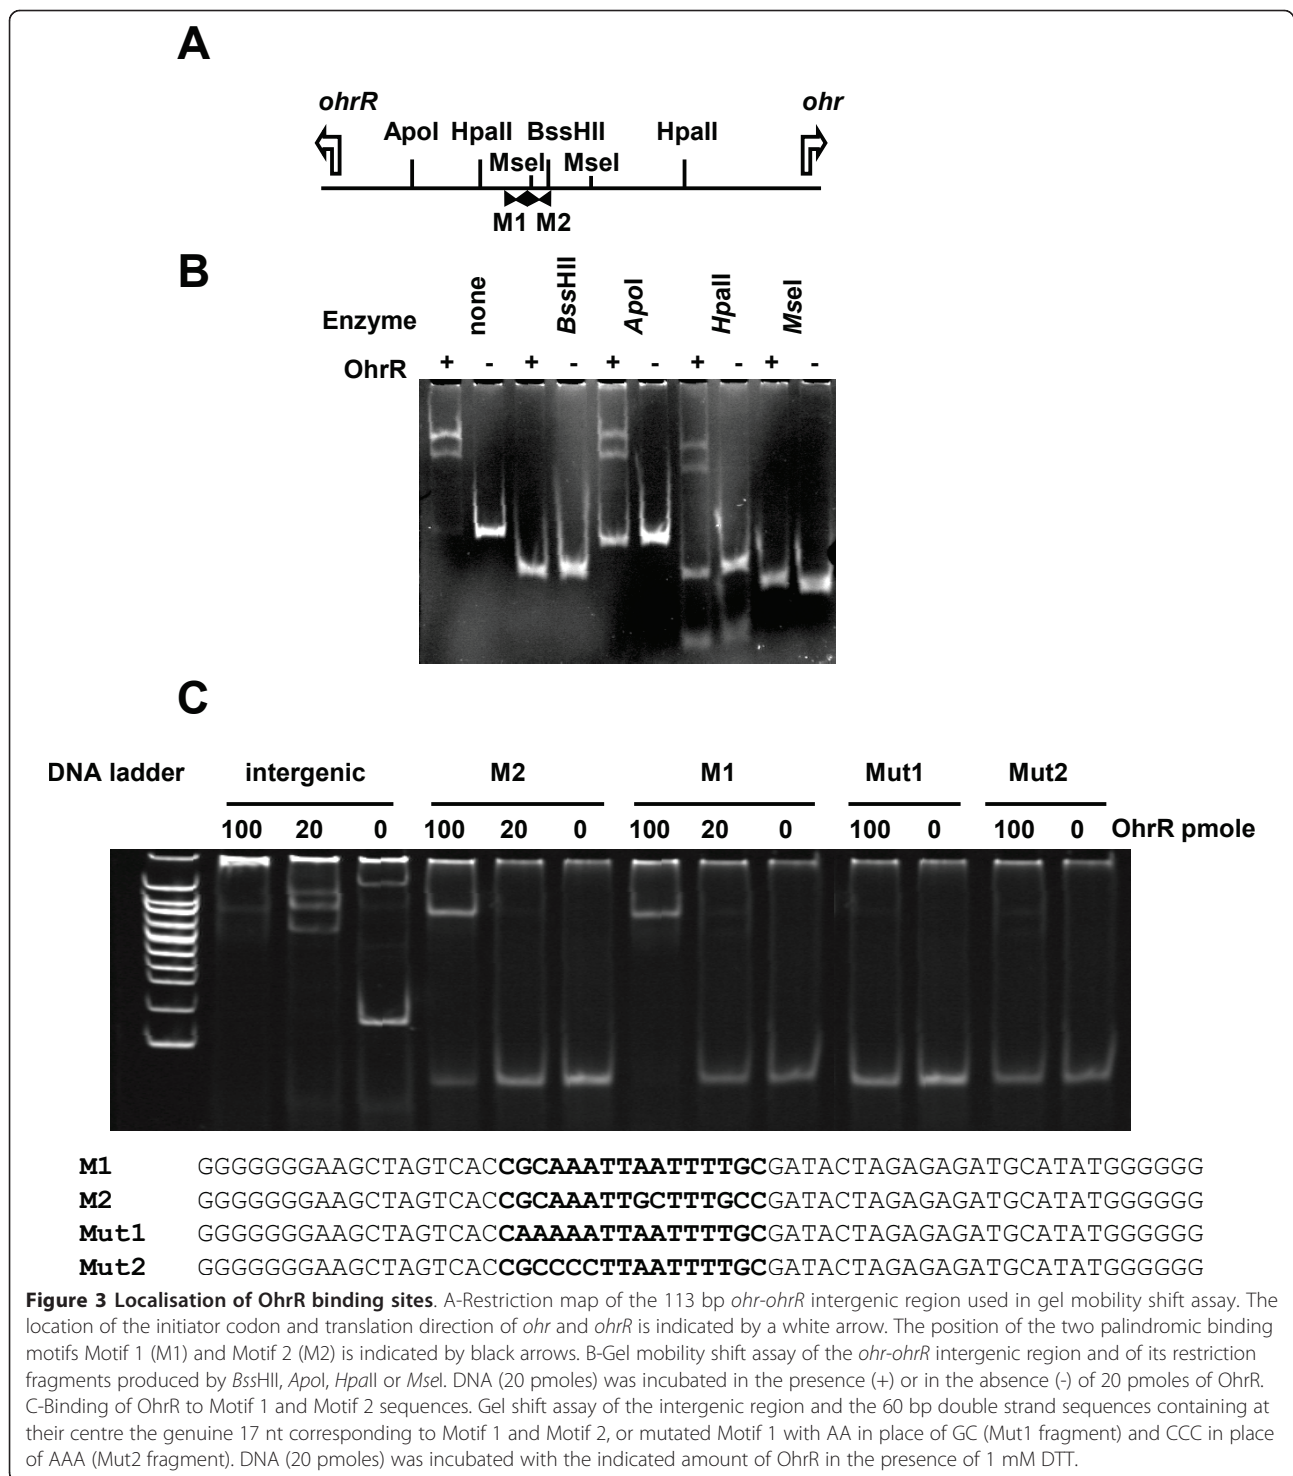 A
ohrR
ohr
ApoI HpaII BssHII HpaII
MseI MseI
M1 M2
B
Enzyme none BssHII ApoI HpaII MseI
OhrR + - + - + - + - + -
C
DNA ladder intergenic M2 M1 Mut1 Mut2
100 20 0 100 20 0 100 20 0 100 0 100 0 OhrR pmole
M1 GGGGGGGAAGCTAGTCACCGCAAATTAATTTTGCGATACTAGAGAGATGCATATGGGGGG
M2 GGGGGGGAAGCTAGTCACCGCAAATTGCTTTGCCGATACTAGAGAGATGCATATGGGGGG
Mut1 GGGGGGGAAGCTAGTCACCAAAAATTAATTTTGCGATACTAGAGAGATGCATATGGGGGG
Mut2 GGGGGGGAAGCTAGTCACCGCCCCTTAATTTTGCGATACTAGAGAGATGCATATGGGGGG
Figure 3 Localisation of OhrR binding sites. A-Restriction map of the 113 bp ohr-ohrR intergenic region used in gel mobility shift assay. The
location of the initiator codon and translation direction of ohr and ohrR is indicated by a white arrow. The position of the two palindromic binding
motifs Motif 1 (M1) and Motif 2 (M2) is indicated by black arrows. B-Gel mobility shift assay of the ohr-ohrR intergenic region and of its restriction
fragments produced by BssHII, ApoI, HpaII or MseI. DNA (20 pmoles) was incubated in the presence (+) or in the absence (-) of 20 pmoles of OhrR.
C-Binding of OhrR to Motif 1 and Motif 2 sequences. Gel shift assay of the intergenic region and the 60 bp double strand sequences containing at
their centre the genuine 17 nt corresponding to Motif 1 and Motif 2, or mutated Motif 1 with AA in place of GC (Mut1 fragment) and CCC in place
of AAA (Mut2 fragment). DNA (20 pmoles) was incubated with the indicated amount of OhrR in the presence of 1 mM DTT.